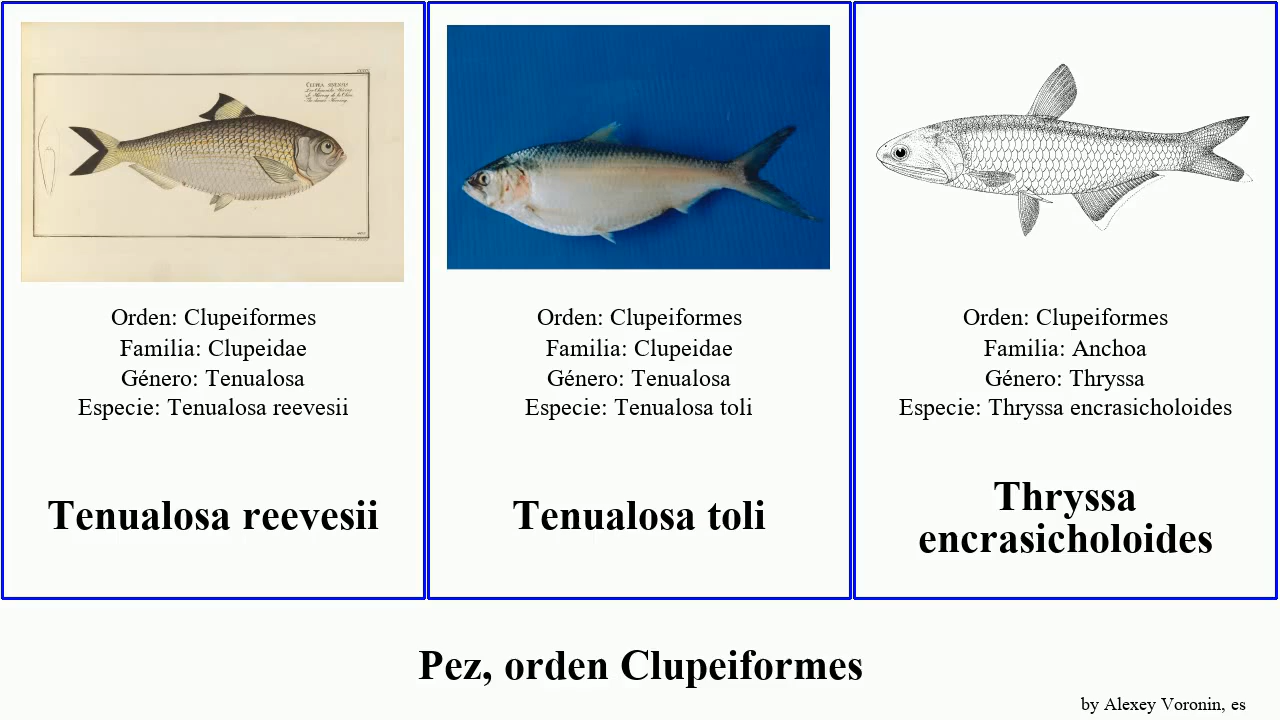 Orden: Clupeiformes
Familia: Clupeidae
Género: Tenualosa
Especie: Tenualosa reevesii
Tenualosa reevesii
Orden: Clupeiformes
Familia: Clupeidae
Género: Tenualosa
Especie: Tenualosa toli
Tenualosa toli
Orden: Clupeiformes
Familia: Anchoa
Género: Thryssa
Especie: Thryssa encrasicholoides
Thryssa
encrasicholoides
Pez, orden Clupeiformes
by Alexey Voronin, es